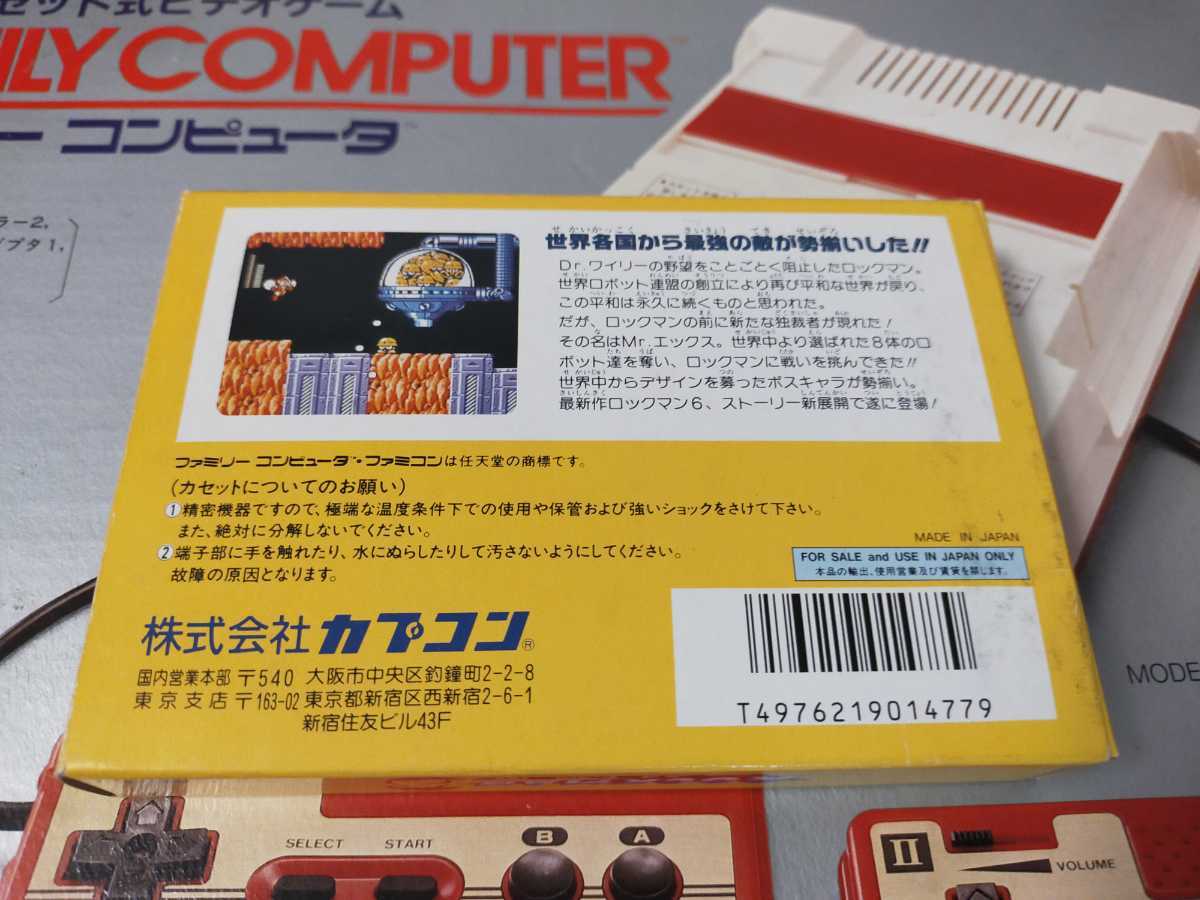 セット式ビデオゲーム
ILY COMPUTER™
ー コンピュータ™
ラー2,
プタ1,
世界各国から最強の敵が勢揃いした!!
Dr.ワイリーの野望をことごとく阻止したロックマン。
世界ロボット連盟の創立により再び平和な世界が戻り、
この平和は永久に続くものと思われた。
だが、ロックマンの前に新たな独裁者が現れた!
その名はMr.エックス。世界中より選ばれた8体のロ
ボット達を奪い、ロックマンに戦いを挑んできた!!
世界中からデザインを募ったボスキャラが勢揃い。
最新作ロックマン6、ストーリー新展開で遂に登場!
ファミリー コンピュータ™・ファミコンは任天堂の商標です。
(カセットについてのお願い)
①精密機器ですので、極端な温度条件下での使用や保管および強いショックをさけて下さい。
また、絶対に分解しないでください。
②端子部に手を触れたり、水にぬらしたりして汚さないようにしてください。
故障の原因となります。
MADE IN JAPAN
FOR SALE and USE IN JAPAN ONLY
本品の輸出、使用営業及び賃貸を禁じます。
株式会社 カプコン®
国内営業本部 〒540 大阪市中央区釣鐘町2-2-8
東京支店 〒163-02 東京都新宿区西新宿2-6-1
新宿住友ビル43F
T4976219014779
MODE
SELECT START B A
II VOLUME